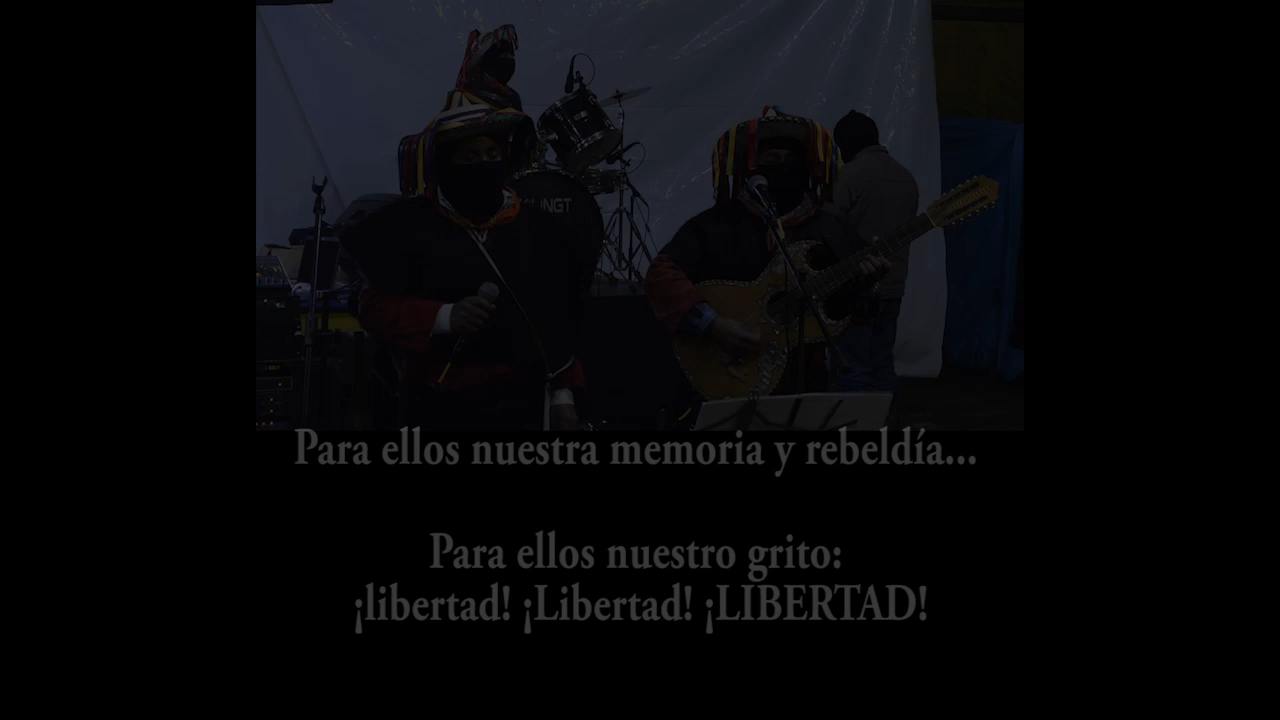 Para ellos nuestra memoria y rebeldía...
Para ellos nuestro grito:
¡libertad! ¡Libertad! ¡LIBERTAD!